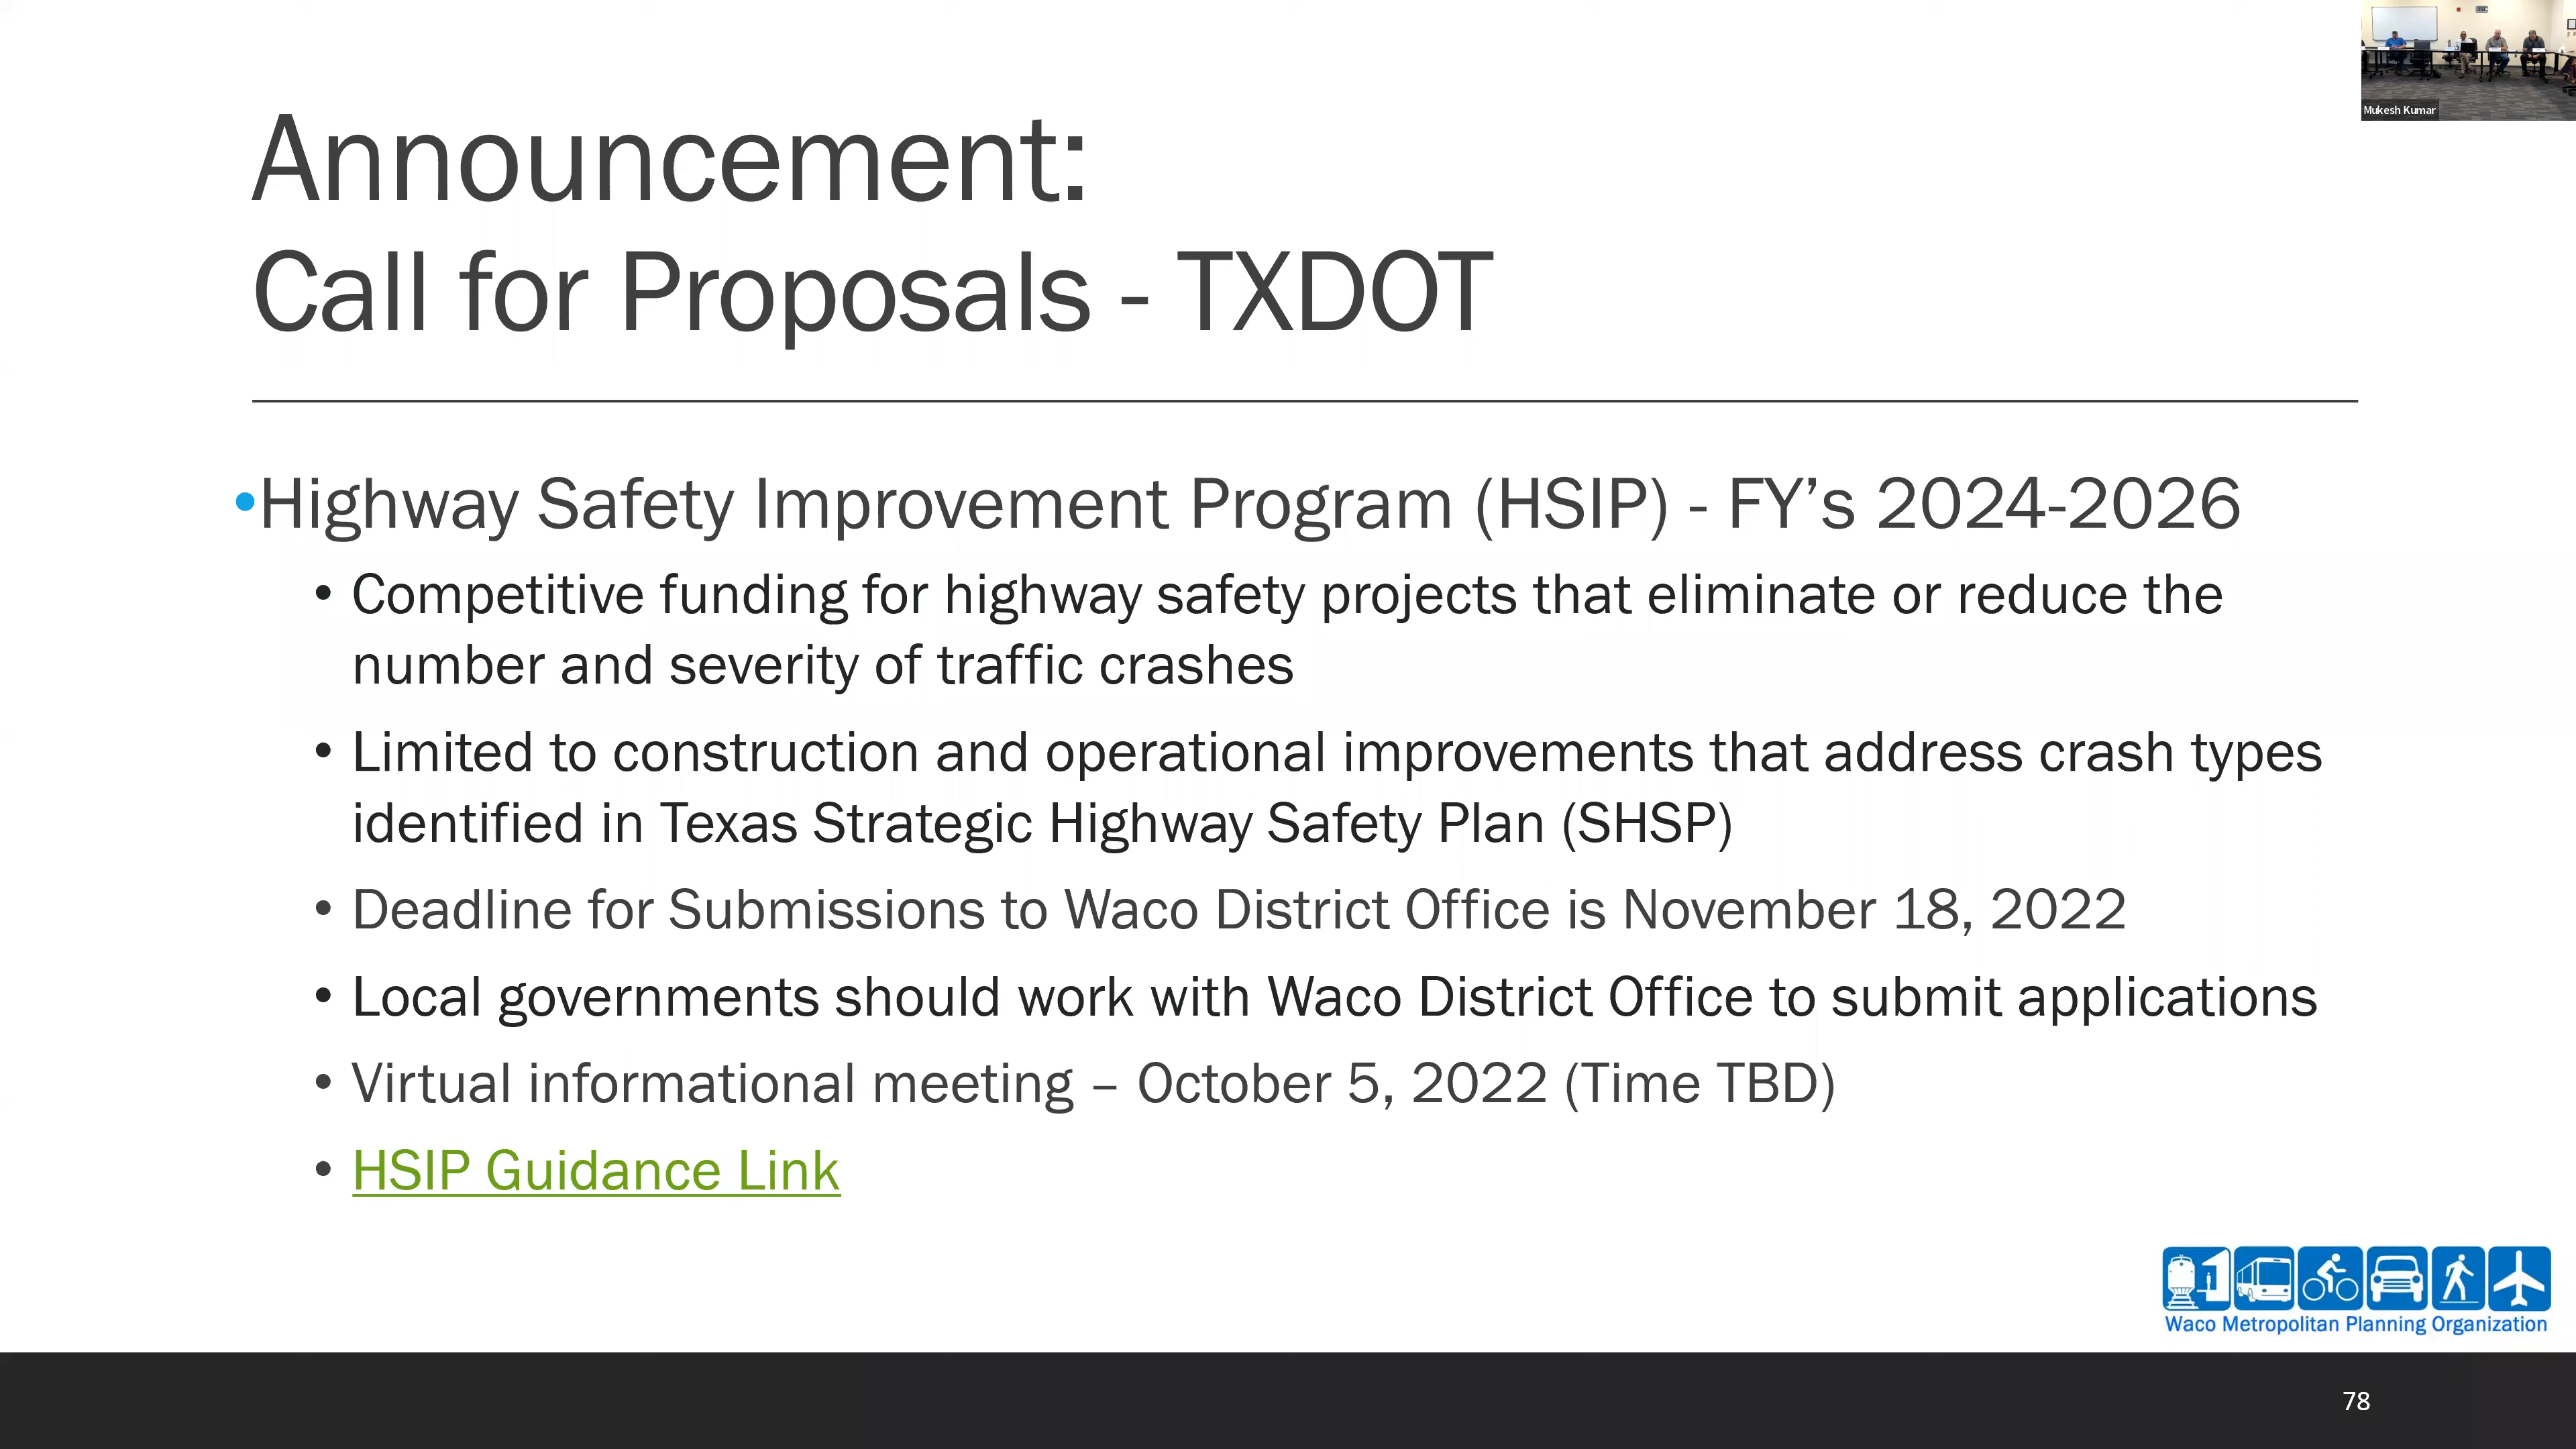 Mukesh Kumar
Announcement:
Call for Proposals - TXDOT
•Highway Safety Improvement Program (HSIP) - FY’s 2024-2026
• Competitive funding for highway safety projects that eliminate or reduce the
number and severity of traffic crashes
• Limited to construction and operational improvements that address crash types
identified in Texas Strategic Highway Safety Plan (SHSP)
• Deadline for Submissions to Waco District Office is November 18, 2022
• Local governments should work with Waco District Office to submit applications
• Virtual informational meeting – October 5, 2022 (Time TBD)
• HSIP Guidance Link
Waco Metropolitan Planning Organization
78